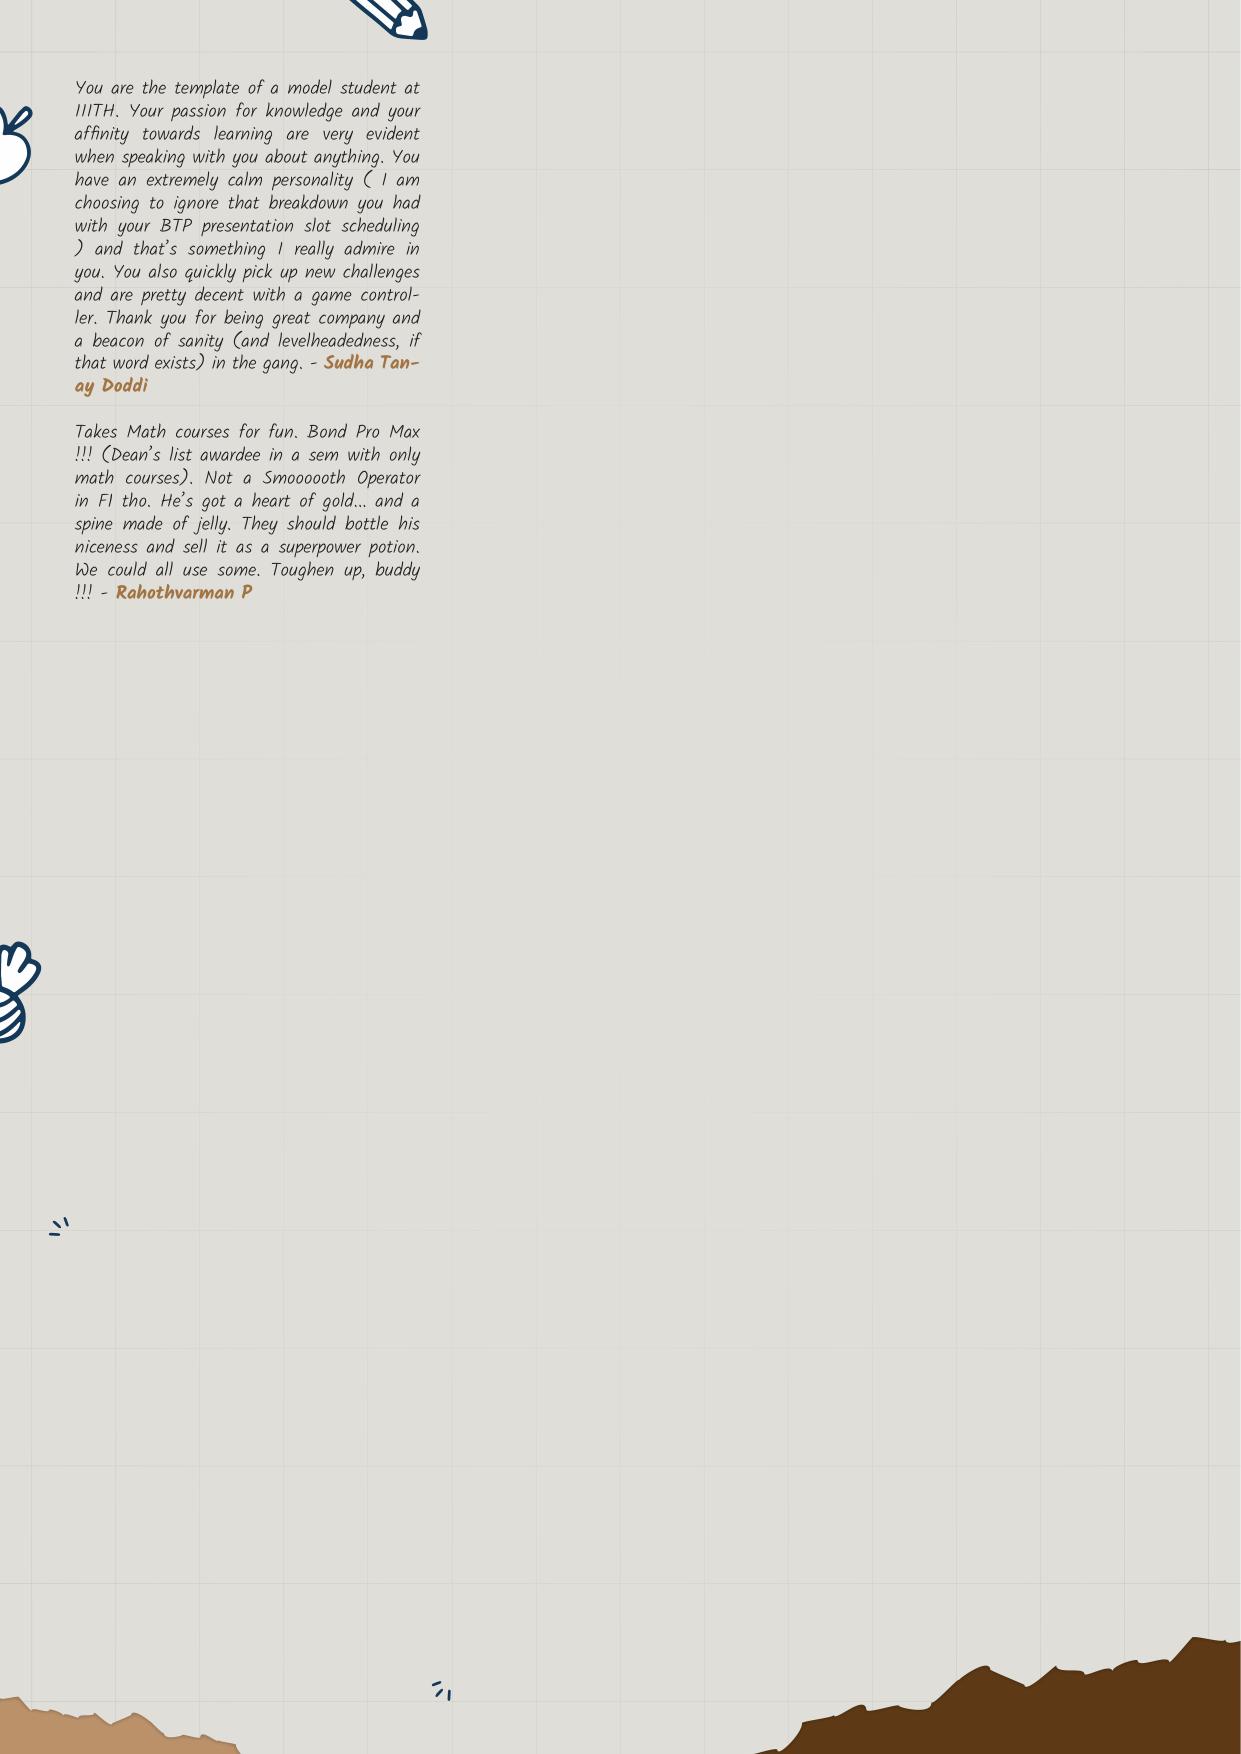 You are the template of a model student at
IIITH. Your passion for knowledge and your
affinity towards learning are very evident
when speaking with you about anything. You
have an extremely calm personality ( I am
choosing to ignore that breakdown you had
with your BTP presentation slot scheduling
) and that's something I really admire in
you. You also quickly pick up new challenges
and are pretty decent with a game control-
ler. Thank you for being great company and
a beacon of sanity (and levelheadedness, if
that word exists) in the gang. - Sudha Tan-
ay Doddi
Takes Math courses for fun. Bond Pro Max
!!! (Dean's list awardee in a sem with only
math courses). Not a Smoooooth Operator
in F1 tho. He's got a heart of gold... and a
spine made of jelly. They should bottle his
niceness and sell it as a superpower potion.
We could all use some. Toughen up, buddy
!!! - Rahothvarman P